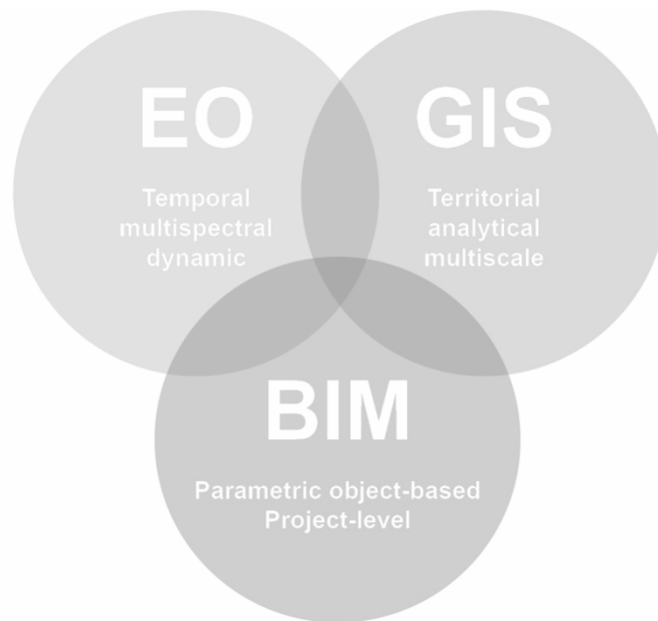 EO
Temporal
multispectral
dynamic
GIS
Territorial
analytical
multiscale
BIM
Parametric object-based
Project-level